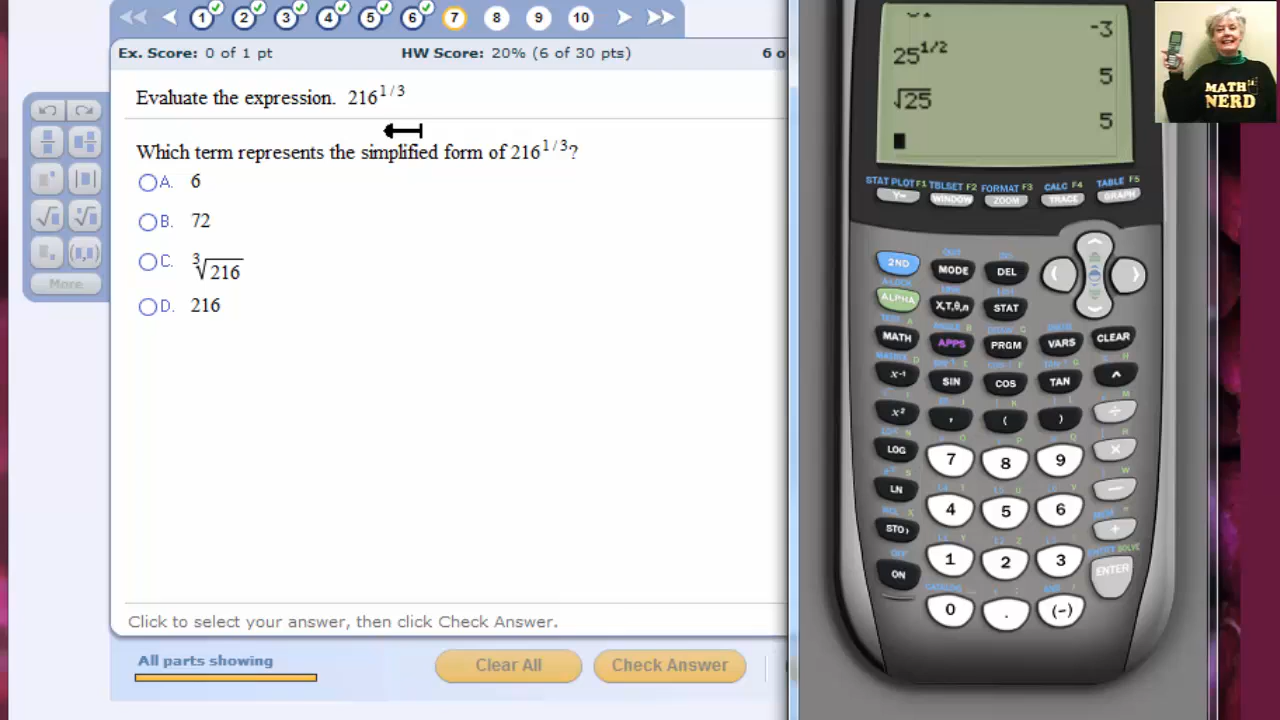 1 2 3 4 5 6 7 8 9 10
Ex. Score: 0 of 1 pt HW Score: 20% (6 of 30 pts) 6 o
Evaluate the expression. 216^1/3
Which term represents the simplified form of 216^1/3?
A. 6
B. 72
C. ∛216
D. 216
More
Click to select your answer, then click Check Answer.
All parts showing
Clear All Check Answer
-3
25^1/2
5
√25
5
MATH
NERD
STAT PLOT F1 TBLSET F2 FORMAT F3 CALC F4 TABLE F5
Y= WINDOW ZOOM TRACE GRAPH
QUIT
2ND MODE DEL
A-LOCK
ALPHA X,T,θ,n STAT
MATH APPS PRGM VARS CLEAR
x⁻¹ SIN COS TAN ^
x² , ( ) ÷
LOG 7 8 9 ×
LN 4 5 6 −
STO› 1 2 3 +
OFF
ON 0 . (-) ENTER